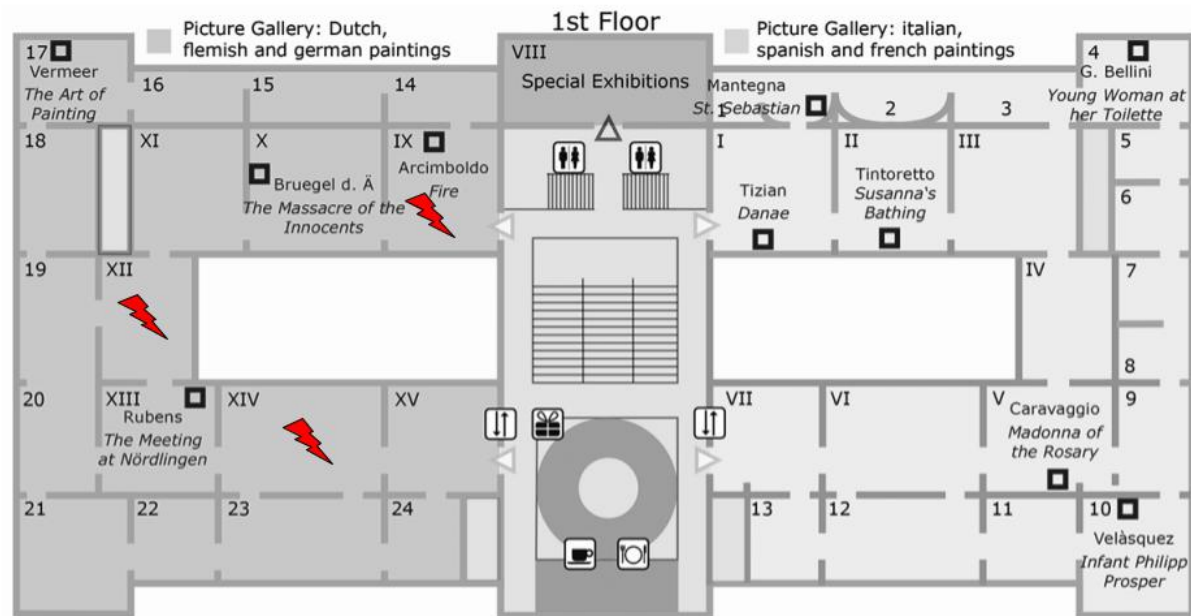 1st Floor
Picture Gallery: Dutch,
flemish and german paintings
Picture Gallery: italian,
spanish and french paintings
17
Vermeer
The Art of
Painting
16
15
14
VIII
Special Exhibitions
Mantegna
St. Sebastian
1
2
3
4
G. Bellini
Young Woman at
her Toilette
18
XI
X
Bruegel d. Ä
The Massacre of the
Innocents
IX
Arcimboldo
Fire
I
Tizian
Danae
II
Tintoretto
Susanna's
Bathing
III
5
6
19
XII
IV
7
8
20
XIII
Rubens
The Meeting
at Nördlingen
XIV
XV
VII
VI
V
Caravaggio
Madonna of
the Rosary
9
21
22
23
24
13
12
11
10
Velàsquez
Infant Philipp
Prosper